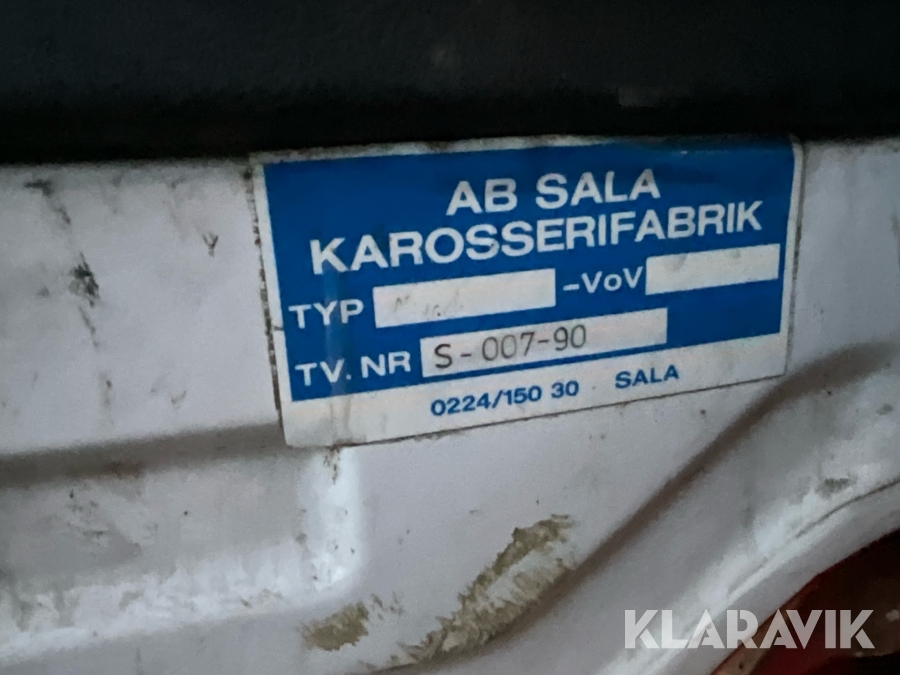 AB SALA
KAROSSERIFABRIK
TYP -VoV
TV. NR S-007-90
0224/150 30 SALA
KLARAVIK